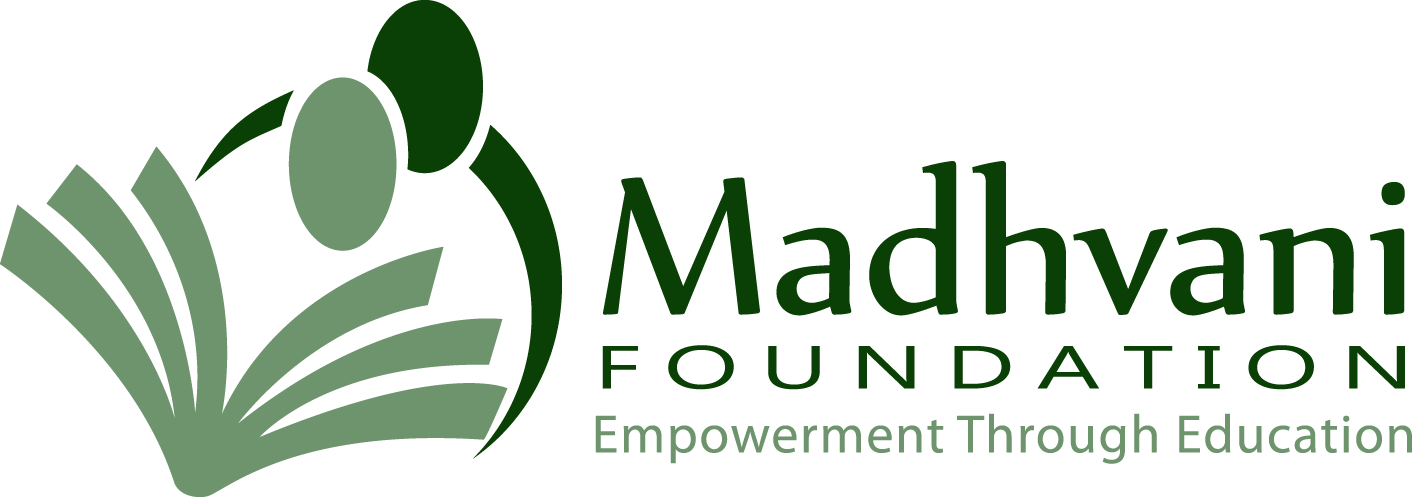 Madhvani
FOUNDATION
Empowerment Through Education